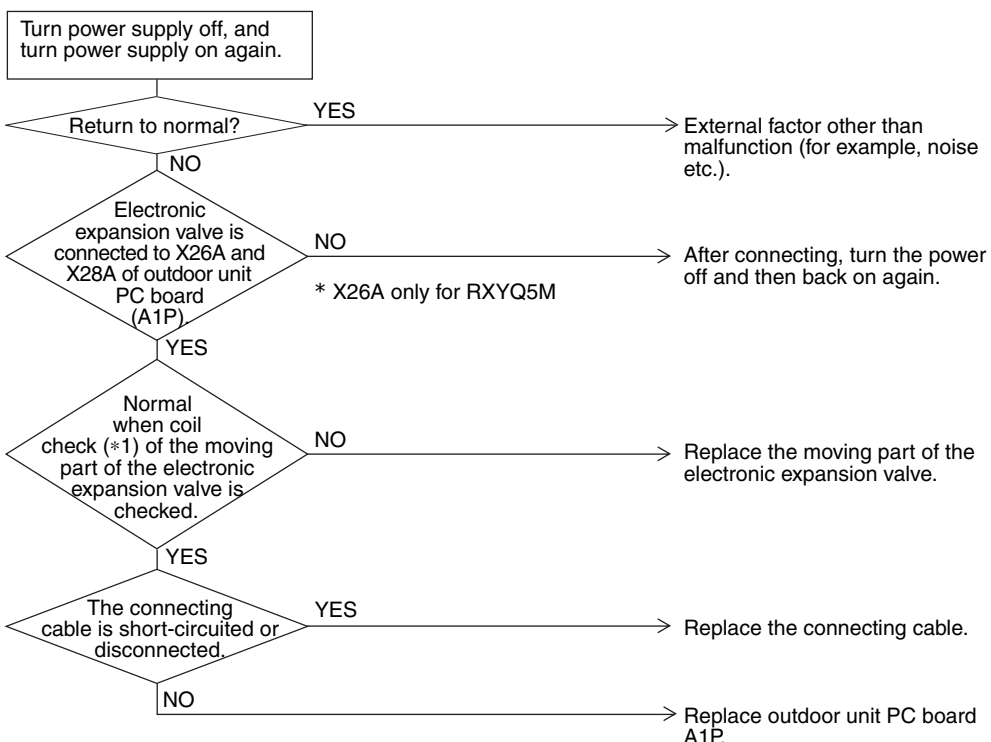 Turn power supply off, and
turn power supply on again.
Return to normal?
YES
External factor other than
malfunction (for example, noise
etc.).
NO
Electronic
expansion valve is
connected to X26A and
X28A of outdoor unit
PC board
(A1P).
NO
* X26A only for RXYQ5M
After connecting, turn the power
off and then back on again.
YES
Normal
when coil
check (*1) of the moving
part of the electronic
expansion valve is
checked.
NO
Replace the moving part of the
electronic expansion valve.
YES
The connecting
cable is short-circuited or
disconnected.
YES
Replace the connecting cable.
NO
Replace outdoor unit PC board
A1P.